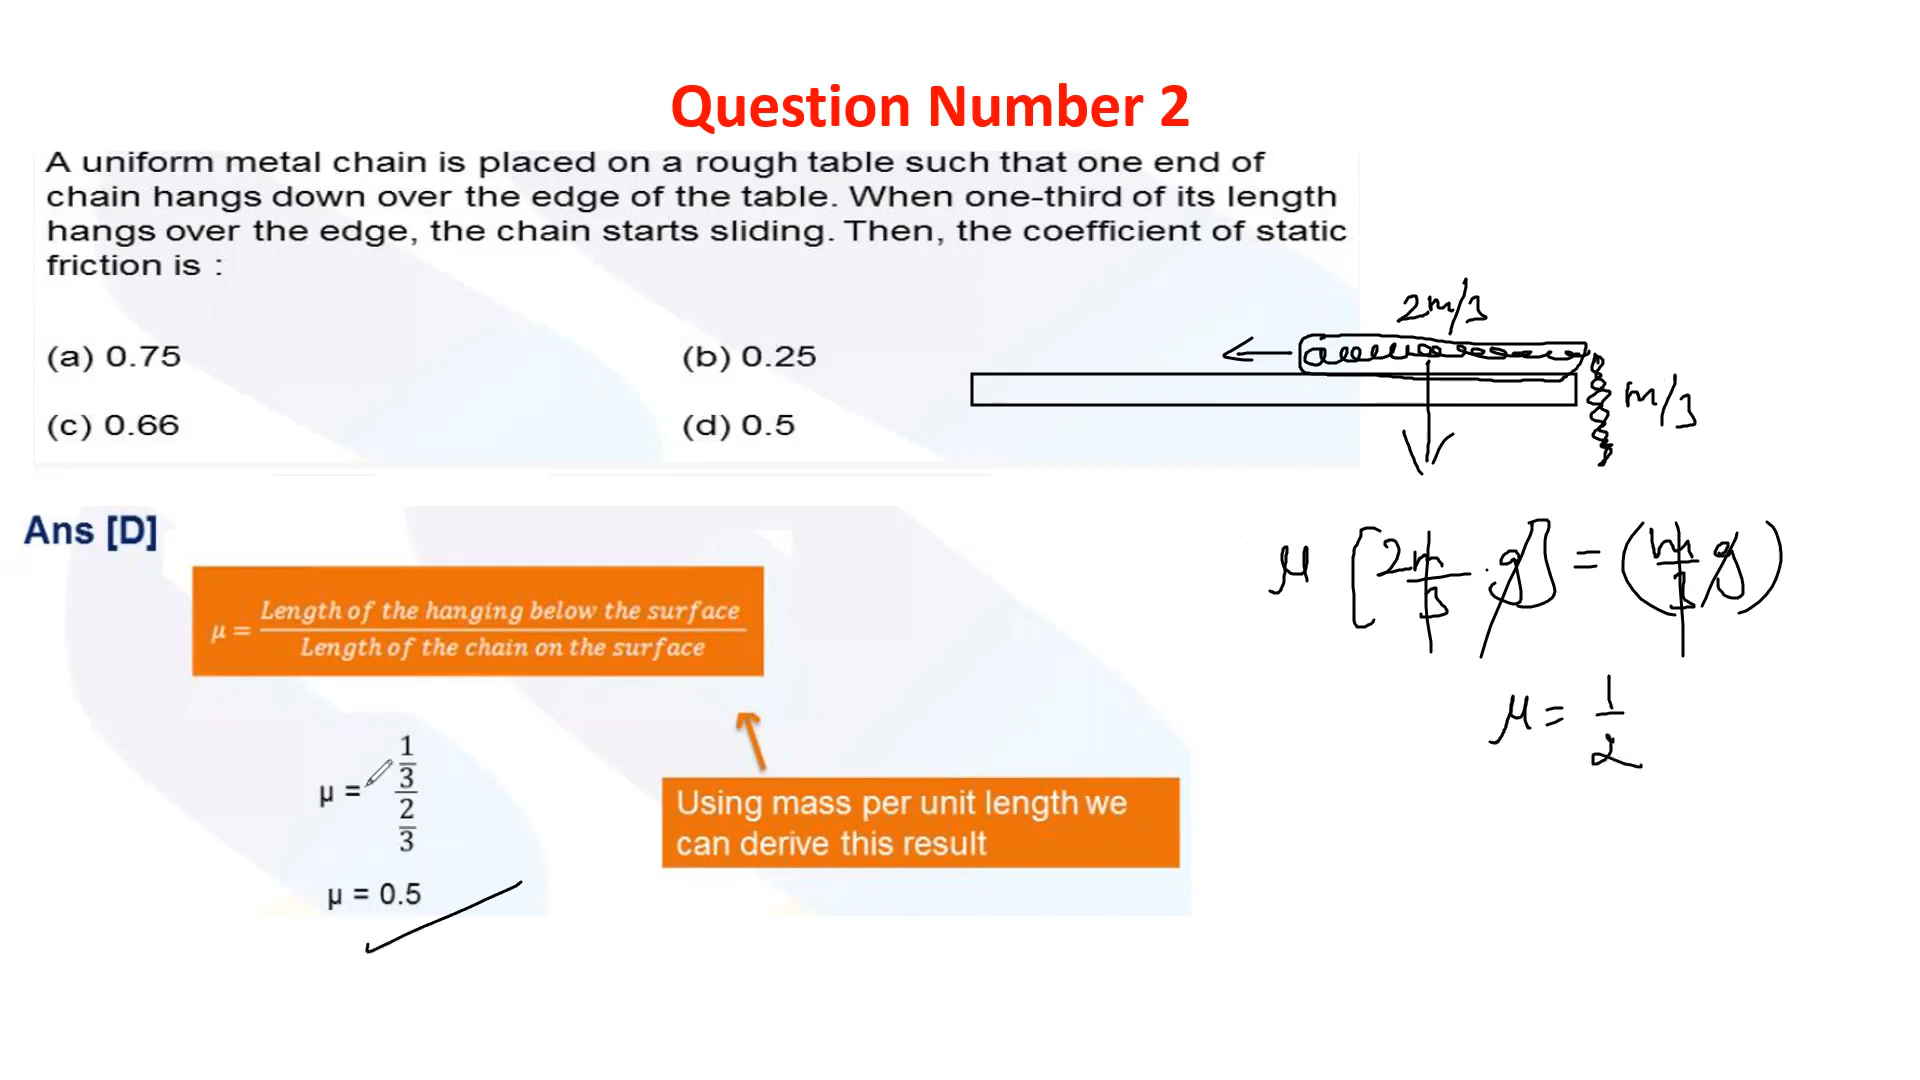 Question Number 2
A uniform metal chain is placed on a rough table such that one end of
chain hangs down over the edge of the table. When one-third of its length
hangs over the edge, the chain starts sliding. Then, the coefficient of static
friction is :
(a) 0.75 (b) 0.25
(c) 0.66 (d) 0.5
2m/3
m/3
Ans [D]
μ = Length of the hanging below the surface / Length of the chain on the surface
μ [2m/3 . g] = (m/3 g)
μ = 1/2
μ = 1/3 / 2/3
Using mass per unit length we
can derive this result
μ = 0.5